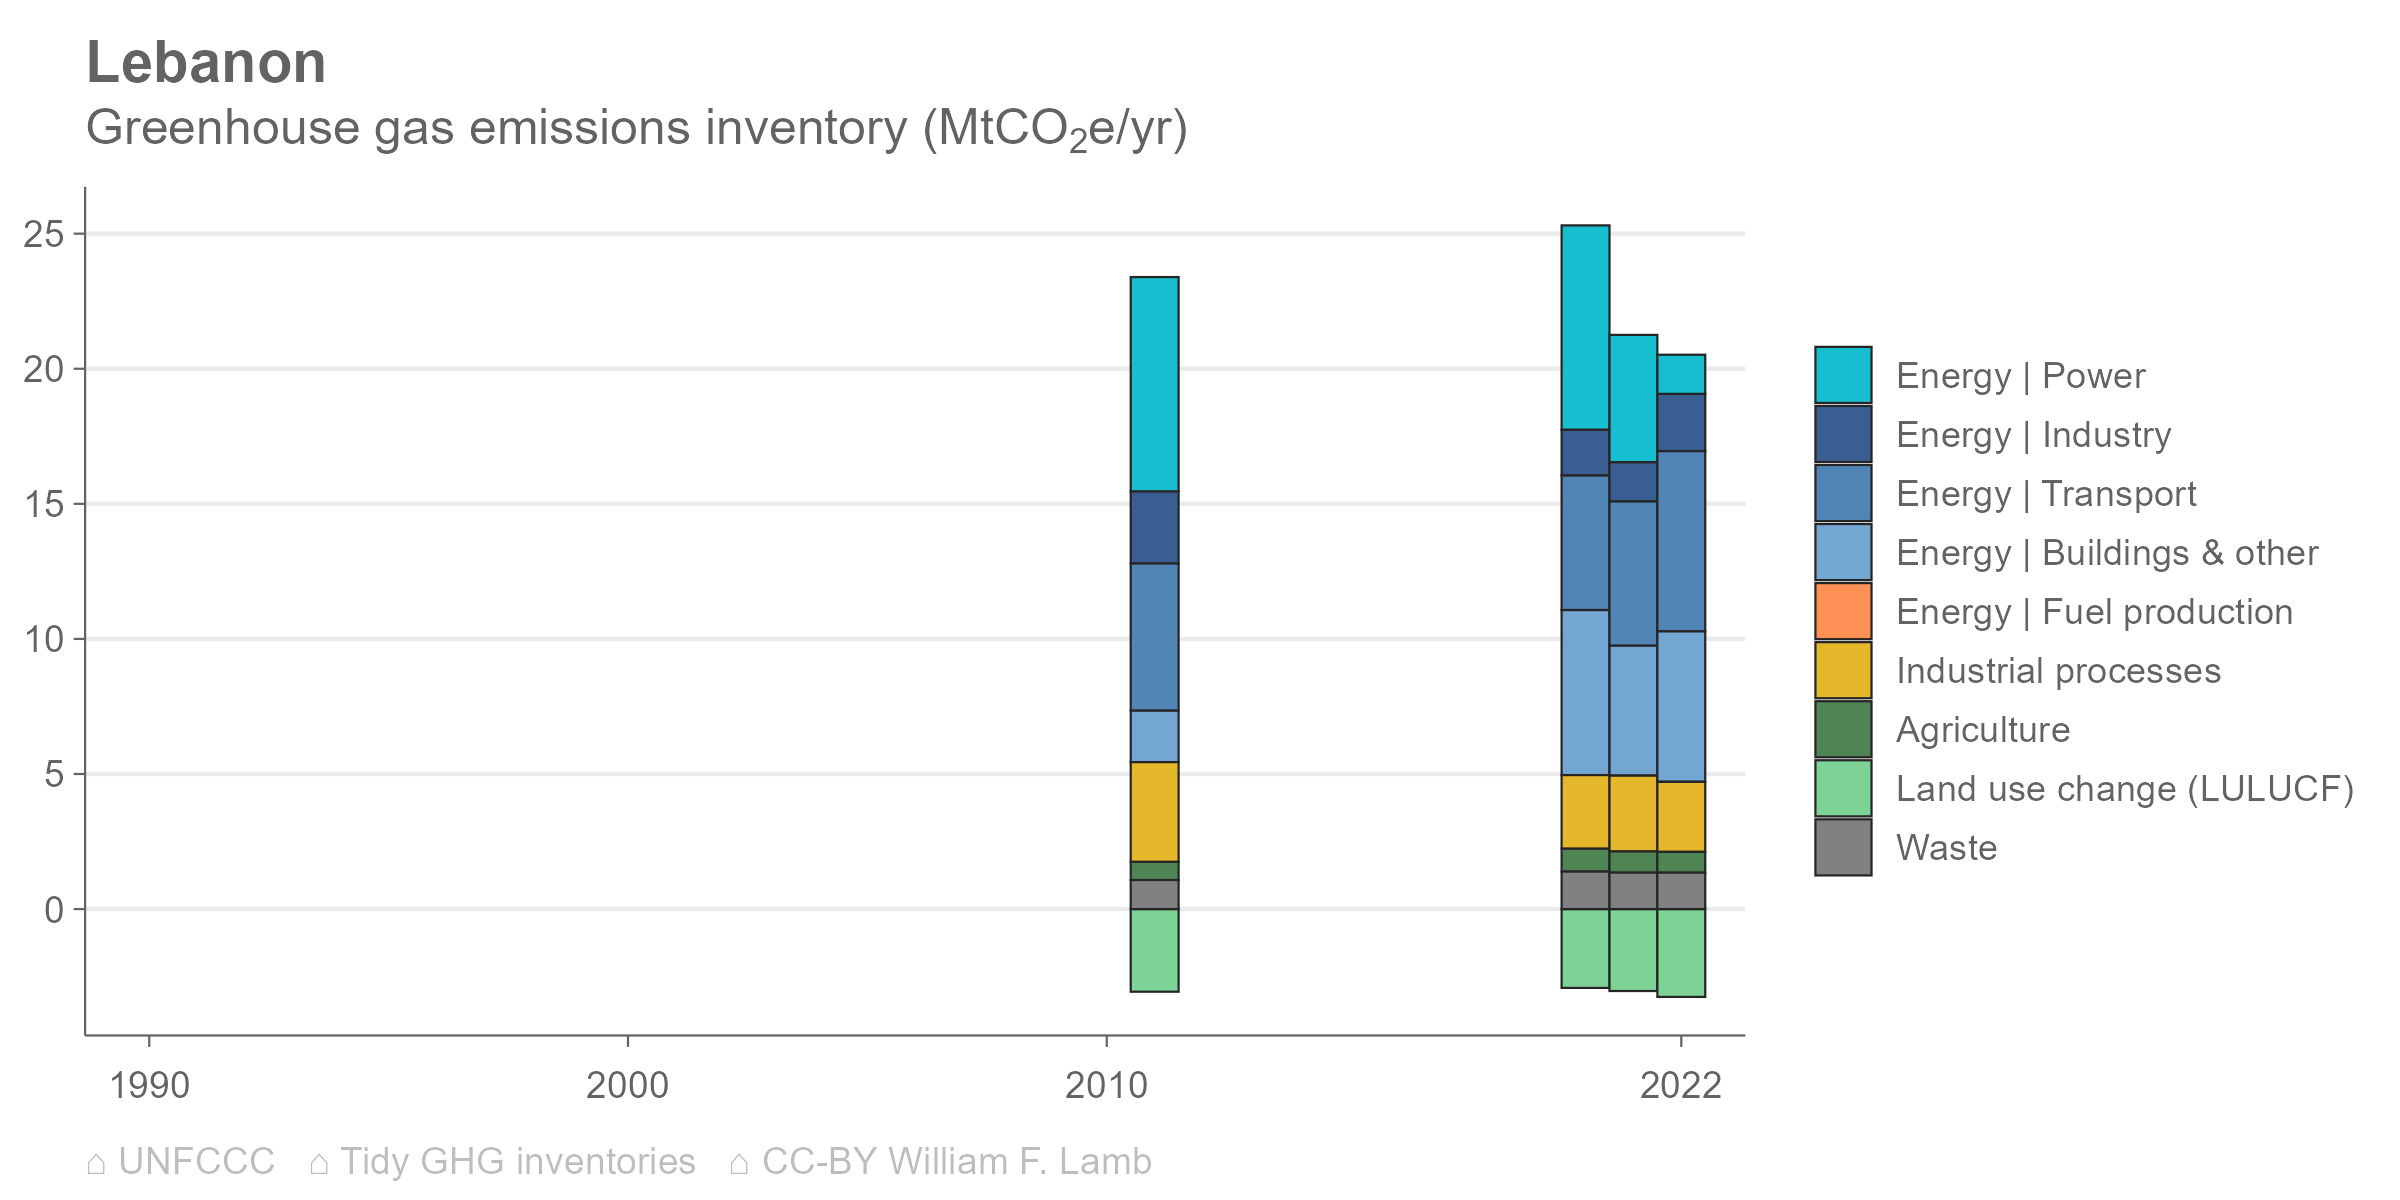 Lebanon
Greenhouse gas emissions inventory (MtCO₂e/yr)
25
20
15
10
5
0
1990
2000
2010
2022
Energy | Power
Energy | Industry
Energy | Transport
Energy | Buildings & other
Energy | Fuel production
Industrial processes
Agriculture
Land use change (LULUCF)
Waste
⌂ UNFCCC ⌂ Tidy GHG inventories ⌂ CC-BY William F. Lamb